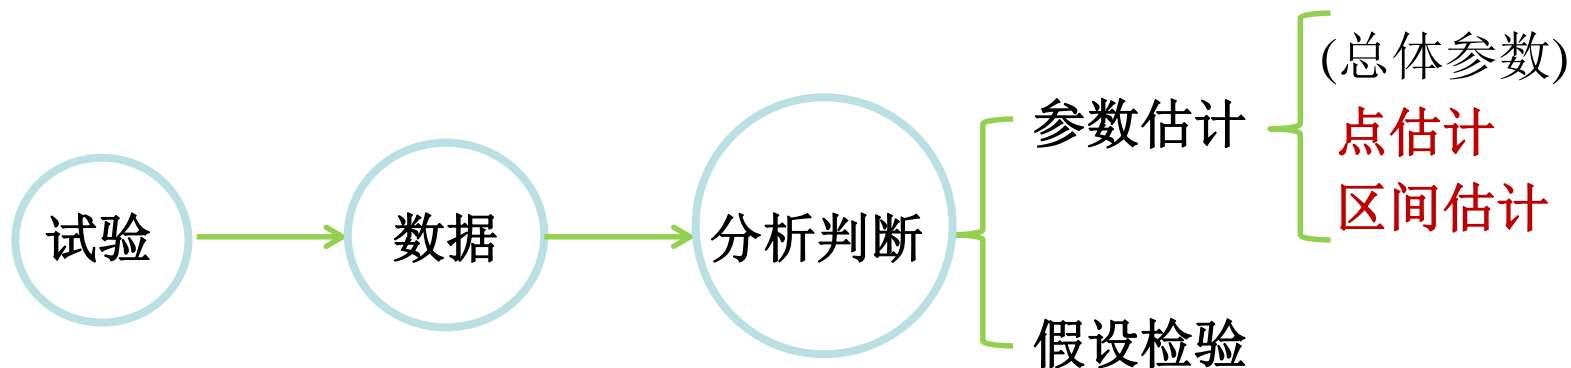 试验
数据
分析判断
参数估计
(总体参数)
点估计
区间估计
假设检验